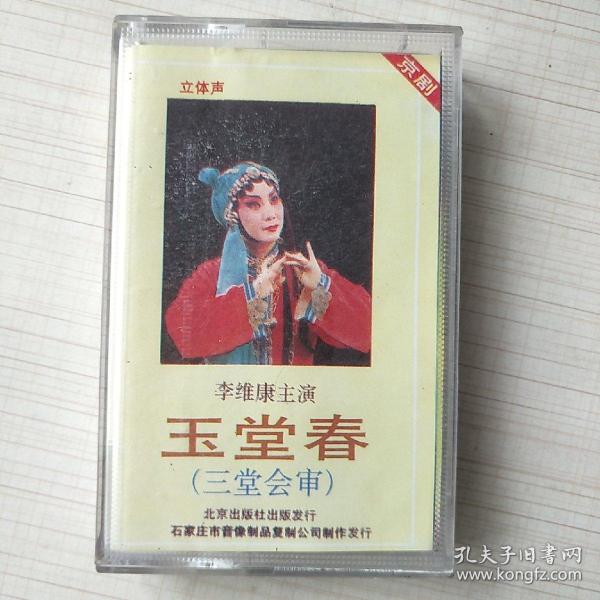 京剧
立体声
李维康主演
玉堂春
(三堂会审)
北京出版社出版发行
石家庄市音像制品复制公司制作发行
孔夫子旧书网
www.kongfz.com